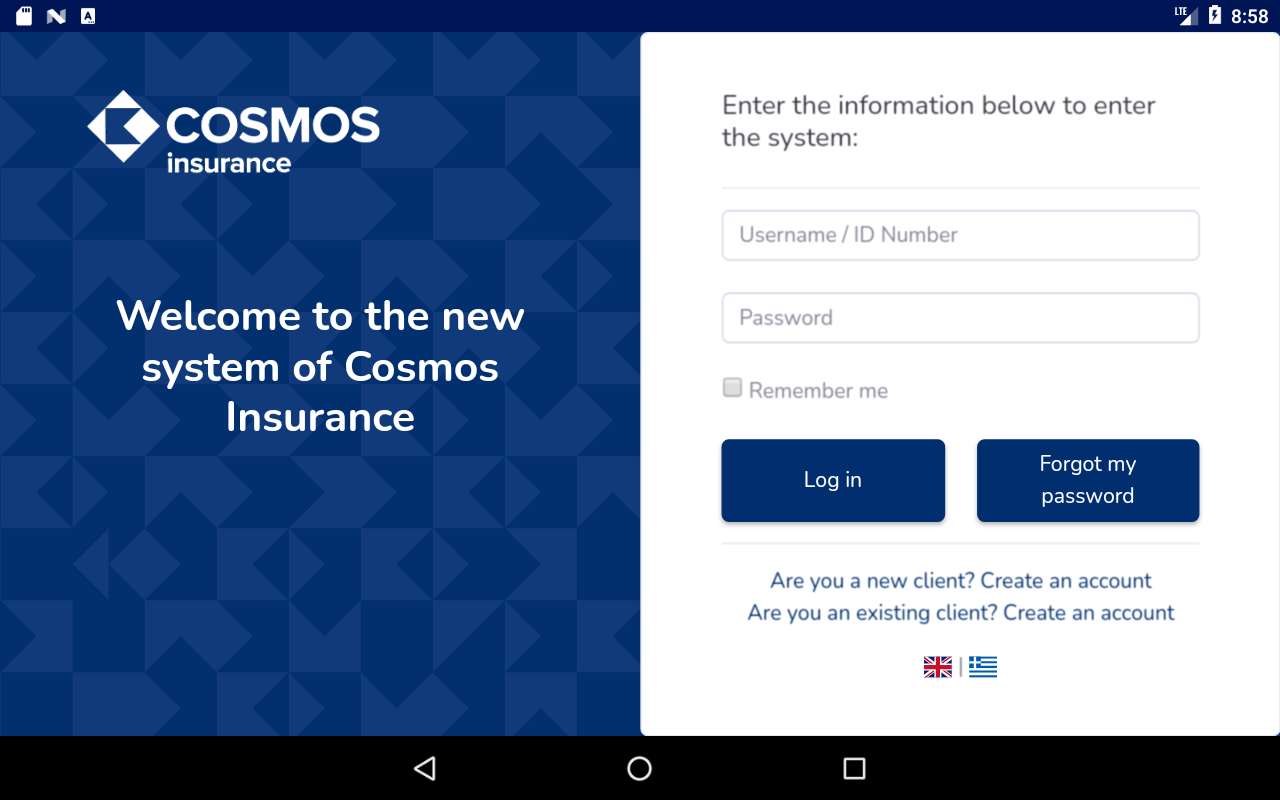 LTE 8:58
COSMOS
insurance
Welcome to the new
system of Cosmos
Insurance
Enter the information below to enter
the system:
Username / ID Number
Password
Remember me
Log in
Forgot my
password
Are you a new client? Create an account
Are you an existing client? Create an account
|